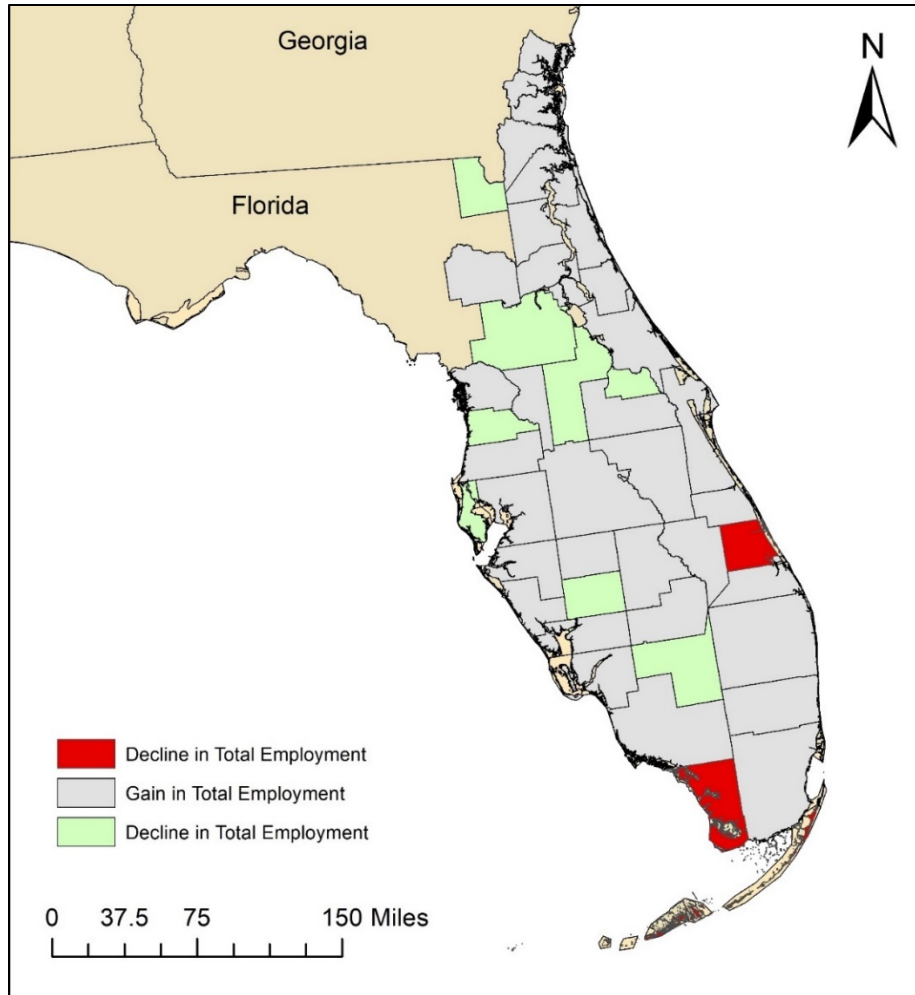 Georgia
N
Florida
Decline in Total Employment
Gain in Total Employment
Decline in Total Employment
0 37.5 75 150 Miles